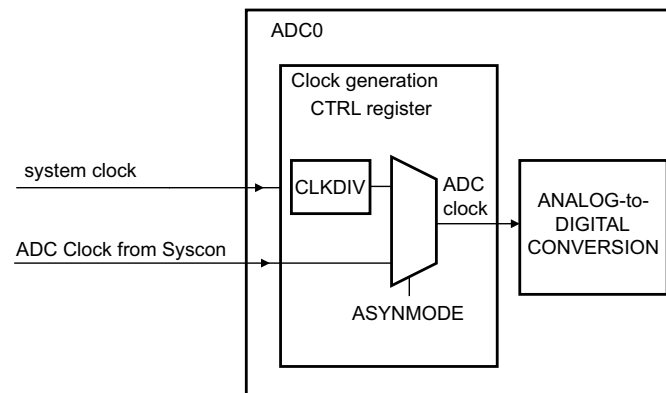 ADC0
Clock generation
CTRL register
system clock
CLKDIV
ADC
clock
ANALOG-to-
DIGITAL
CONVERSION
ADC Clock from Syscon
ASYNMODE